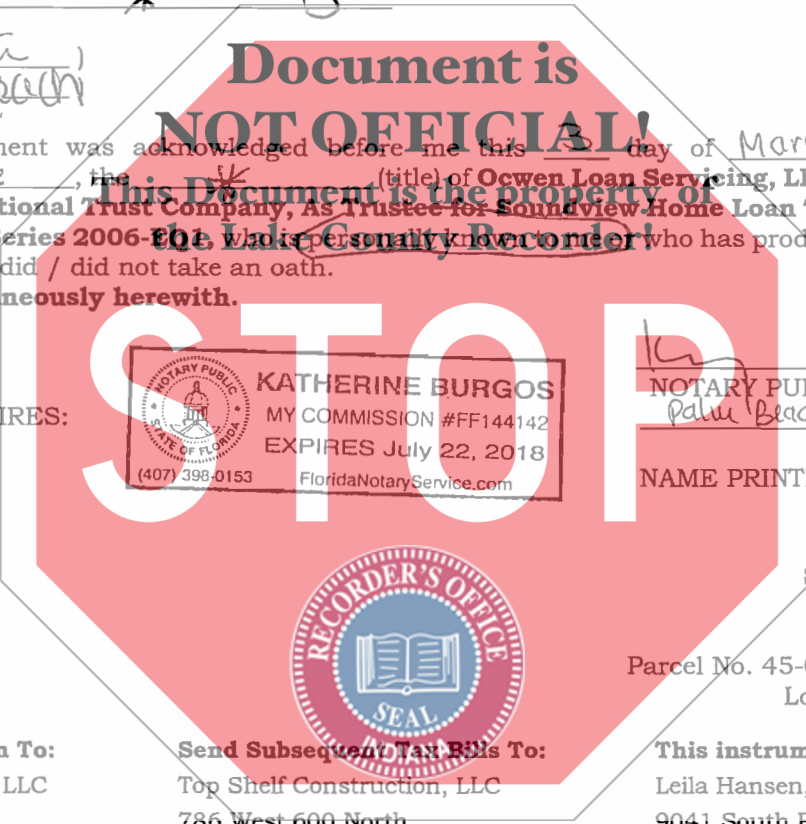 Document is
NOT OFFICIAL!
This Document is the property of
the Lake County Recorder!
STOP
ment was acknowledged before me this 3 day of Mar
, the * (title) of Ocwen Loan Servicing, LL
tional Trust Company, As Trustee for Soundview Home Loan
eries 2006-EQ1, who is personally known to me or who has prod
did / did not take an oath.
neously herewith.
NOTARY PUBLIC
STATE OF FLORIDA
KATHERINE BURGOS
MY COMMISSION #FF144142
EXPIRES July 22, 2018
(407) 398-0153 FloridaNotaryService.com
IRES:
NOTARY PU
Palm Beac
NAME PRINT
RECORDER'S OFFICE
SEAL
INDIANA
Parcel No. 45-
Lo
n To: Send Subsequent Tax Bills To: This instrum
LLC Top Shelf Construction, LLC Leila Hansen,
786 West 600 North 9041 South